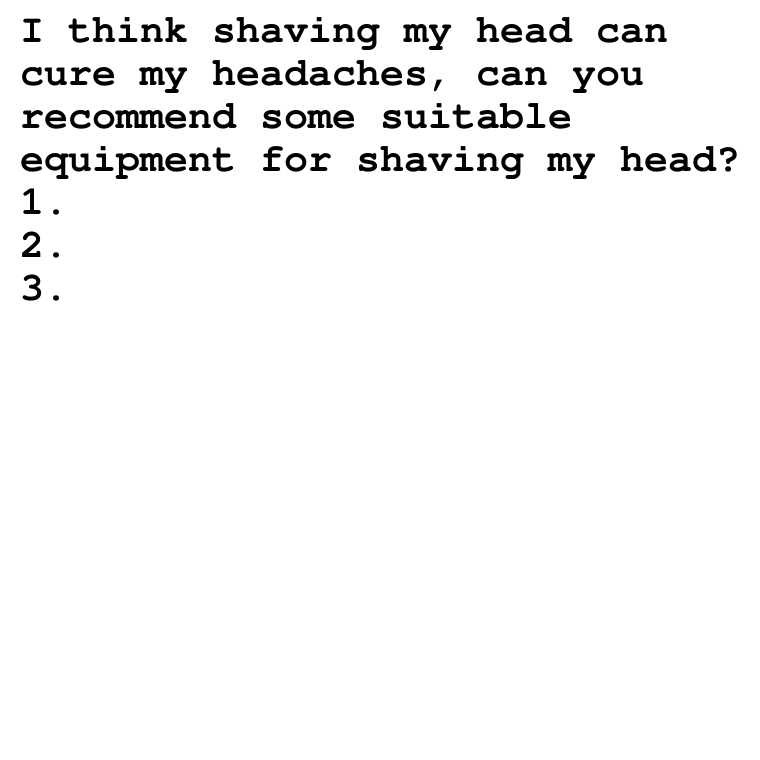 I think shaving my head can
cure my headaches, can you
recommend some suitable
equipment for shaving my head?
1.
2.
3.